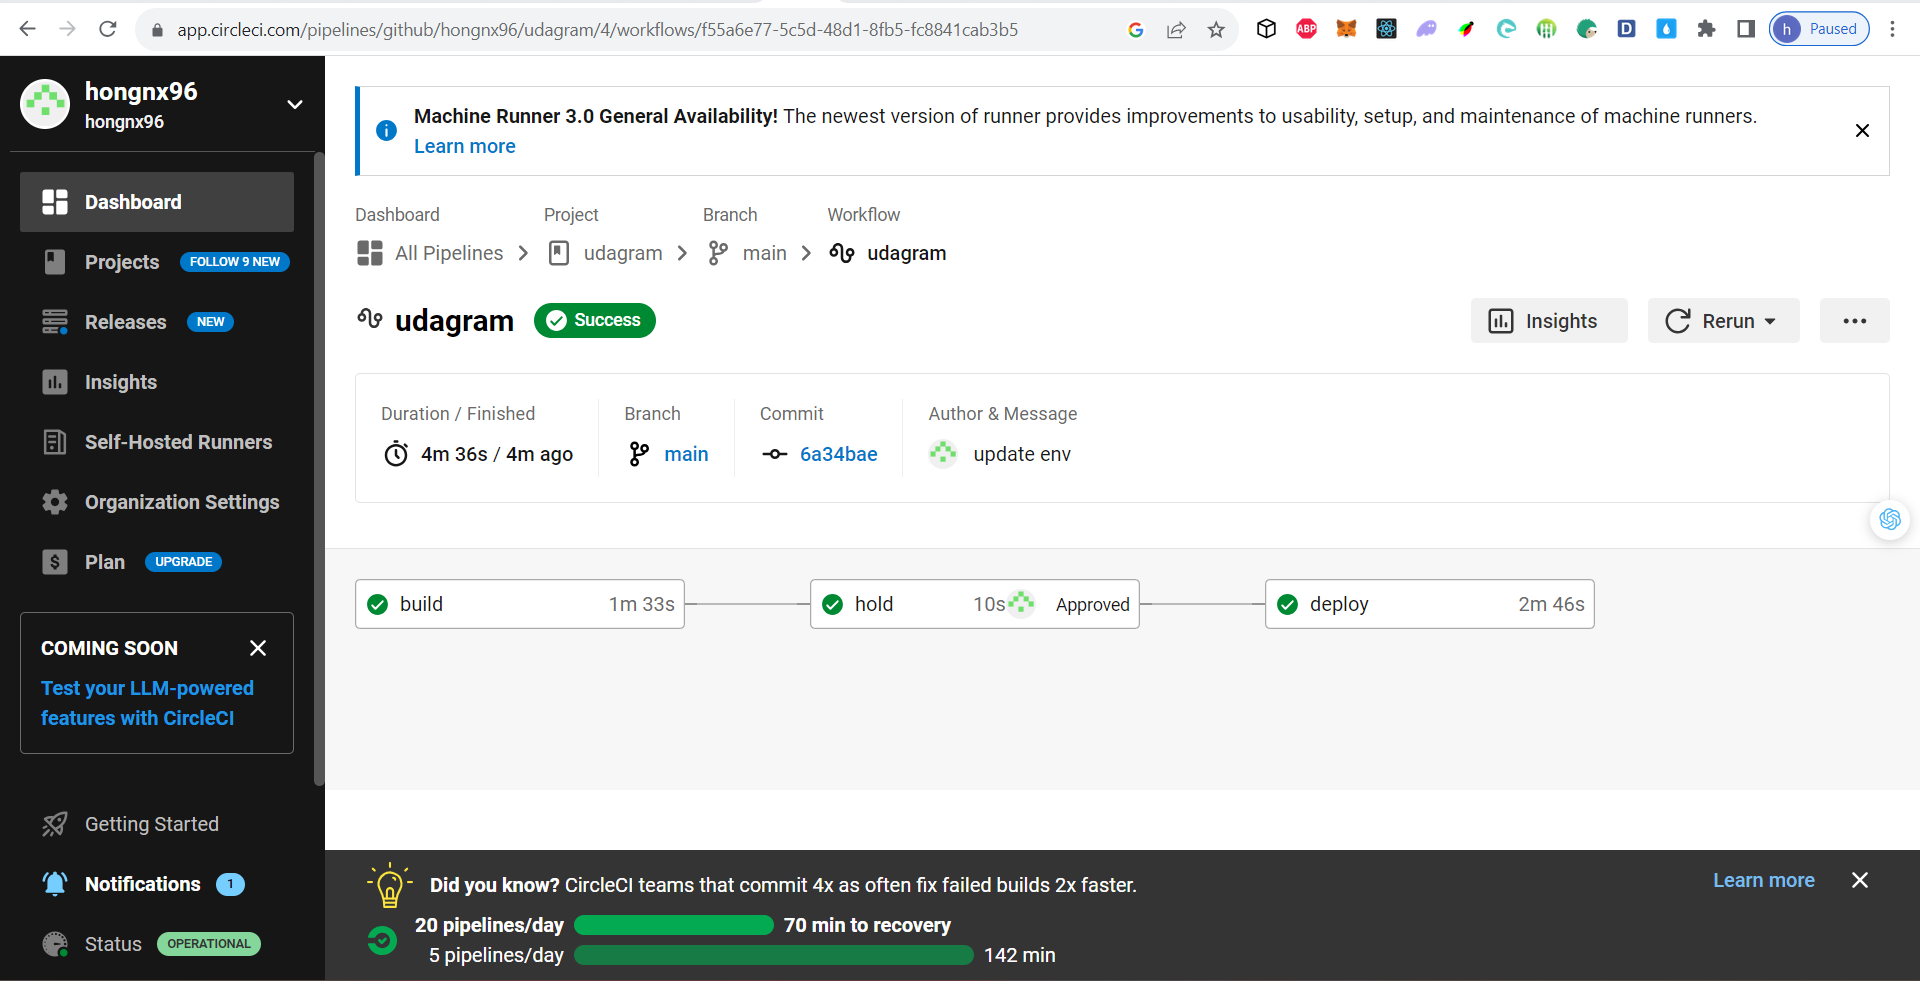 app.circleci.com/pipelines/github/hongnx96/udagram/4/workflows/f55a6e77-5c5d-48d1-8fb5-fc8841cab3b5
ABP
D
h
Paused
hongnx96
hongnx96
Dashboard
Projects FOLLOW 9 NEW
Releases NEW
Insights
Self-Hosted Runners
Organization Settings
Plan UPGRADE
COMING SOON
Test your LLM-powered
features with CircleCI
Getting Started
Notifications 1
Status OPERATIONAL
Machine Runner 3.0 General Availability! The newest version of runner provides improvements to usability, setup, and maintenance of machine runners.
Learn more
Dashboard Project Branch Workflow
All Pipelines udagram main udagram
udagram Success Insights Rerun
Duration / Finished Branch Commit Author & Message
4m 36s / 4m ago main 6a34bae update env
build 1m 33s hold 10s Approved deploy 2m 46s
Did you know? CircleCI teams that commit 4x as often fix failed builds 2x faster. Learn more
20 pipelines/day 70 min to recovery
5 pipelines/day 142 min